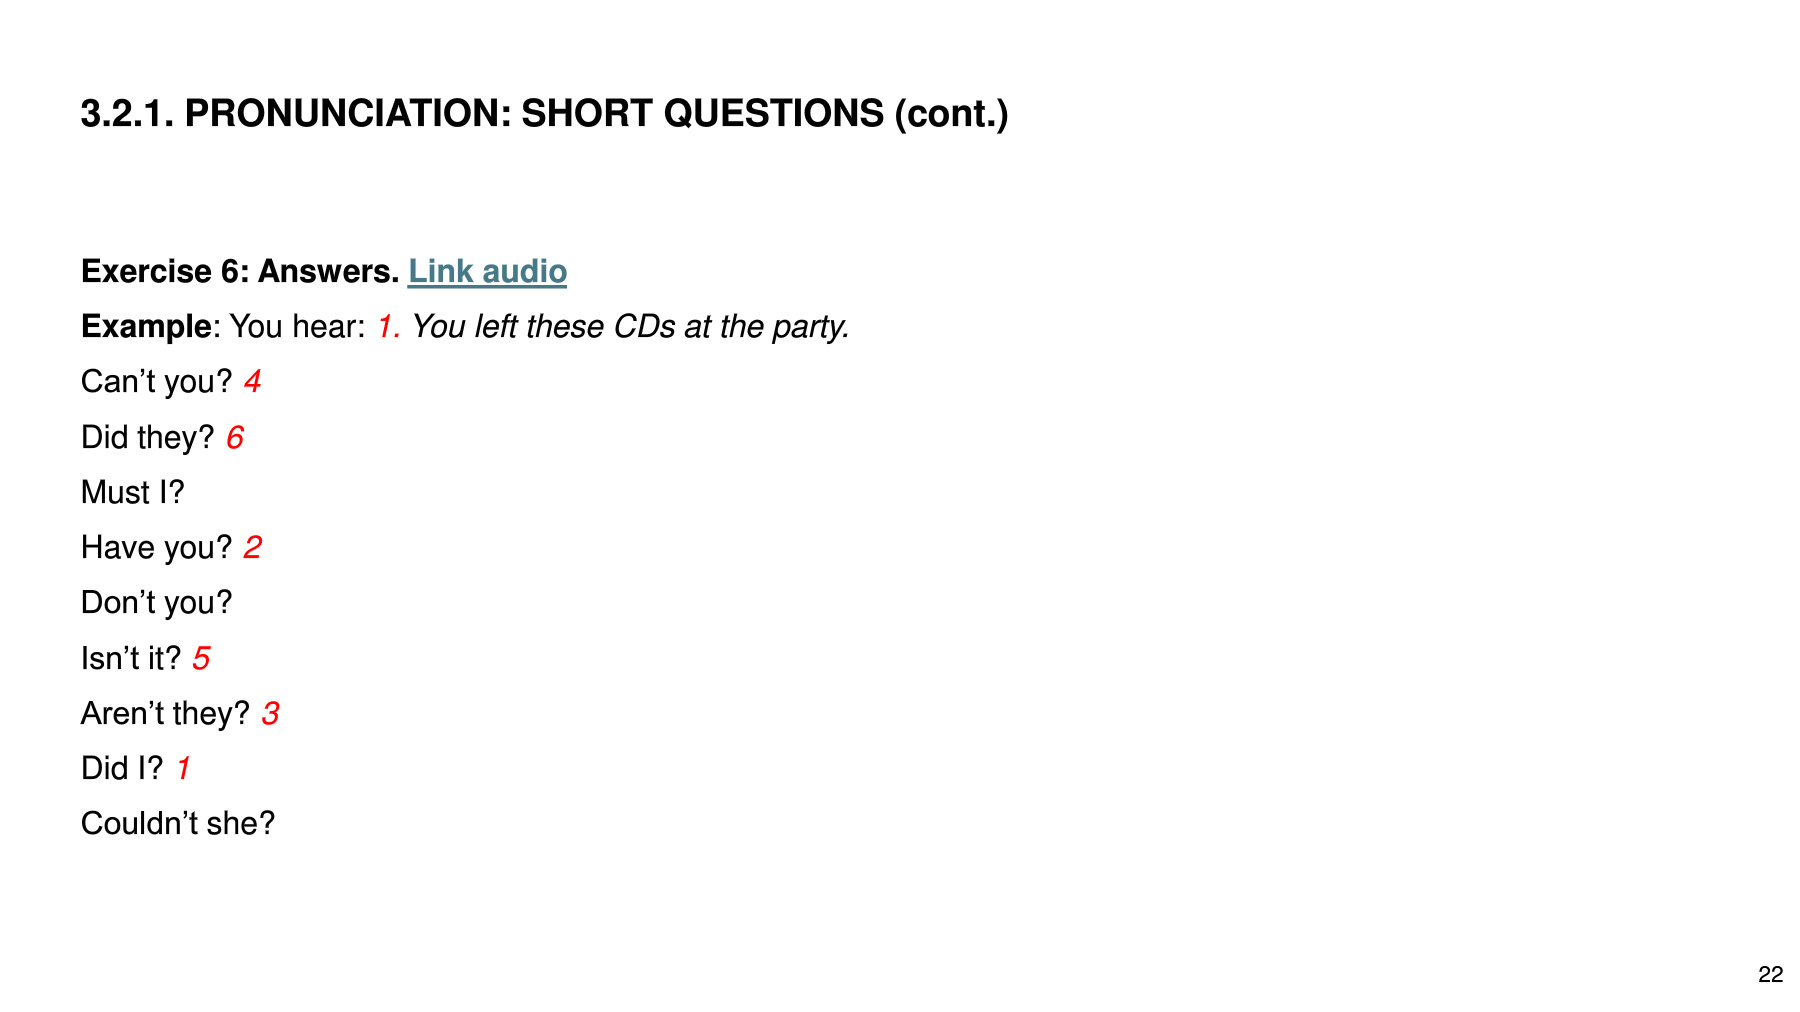 3.2.1. PRONUNCIATION: SHORT QUESTIONS (cont.)
Exercise 6: Answers. Link audio
Example: You hear: 1. You left these CDs at the party.
Can’t you? 4
Did they? 6
Must I?
Have you? 2
Don’t you?
Isn’t it? 5
Aren’t they? 3
Did I? 1
Couldn’t she?
22